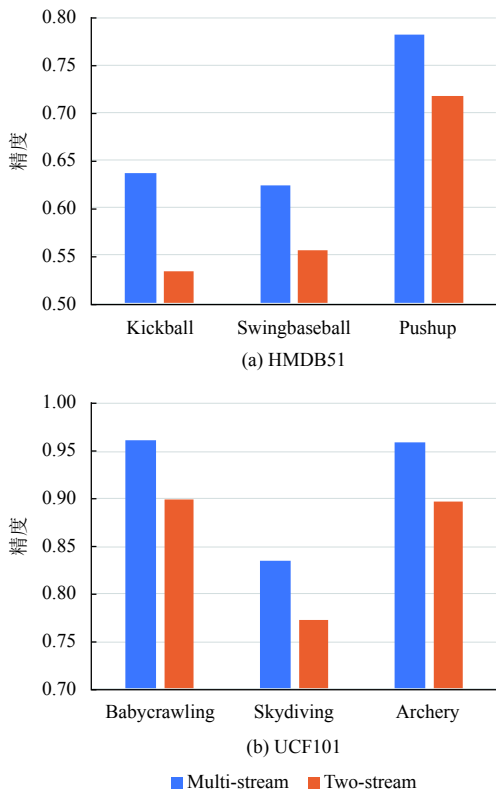 0.80
0.75
0.70
0.65
0.60
0.55
0.50
精度
Kickball Swingbaseball Pushup
(a) HMDB51
1.00
0.95
0.90
0.85
0.80
0.75
0.70
精度
Babycrawling Skydiving Archery
(b) UCF101
Multi-stream Two-stream